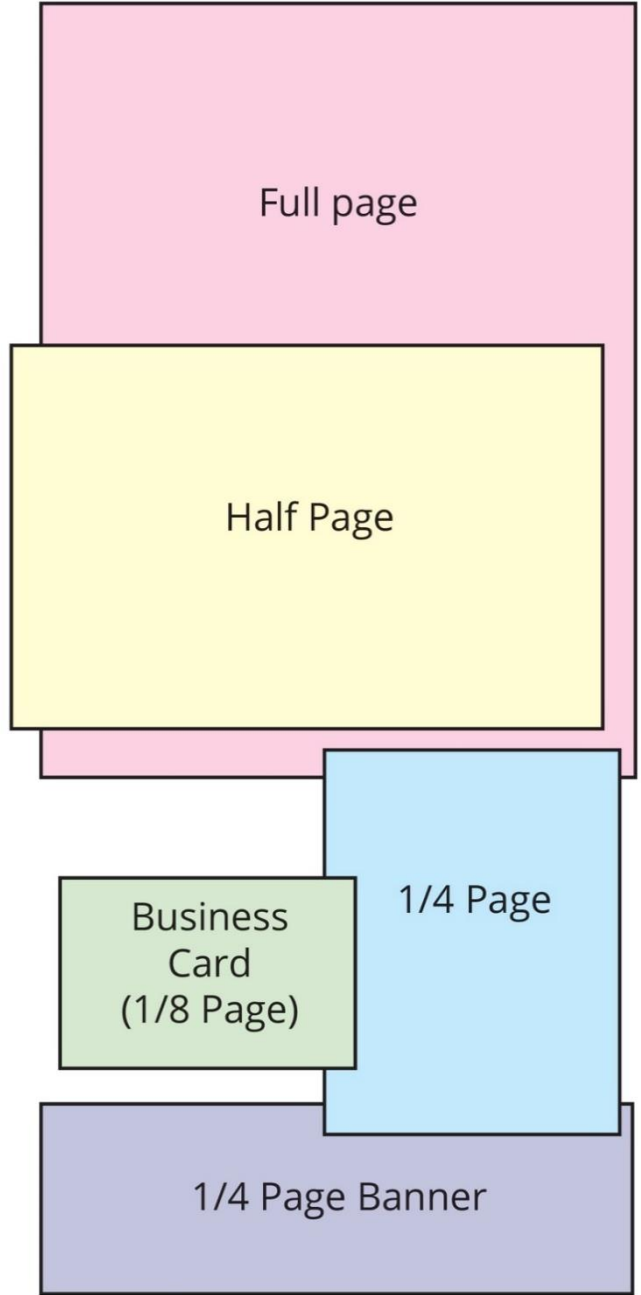 Full page
Half Page
1/4 Page
Business
Card
(1/8 Page)
1/4 Page Banner